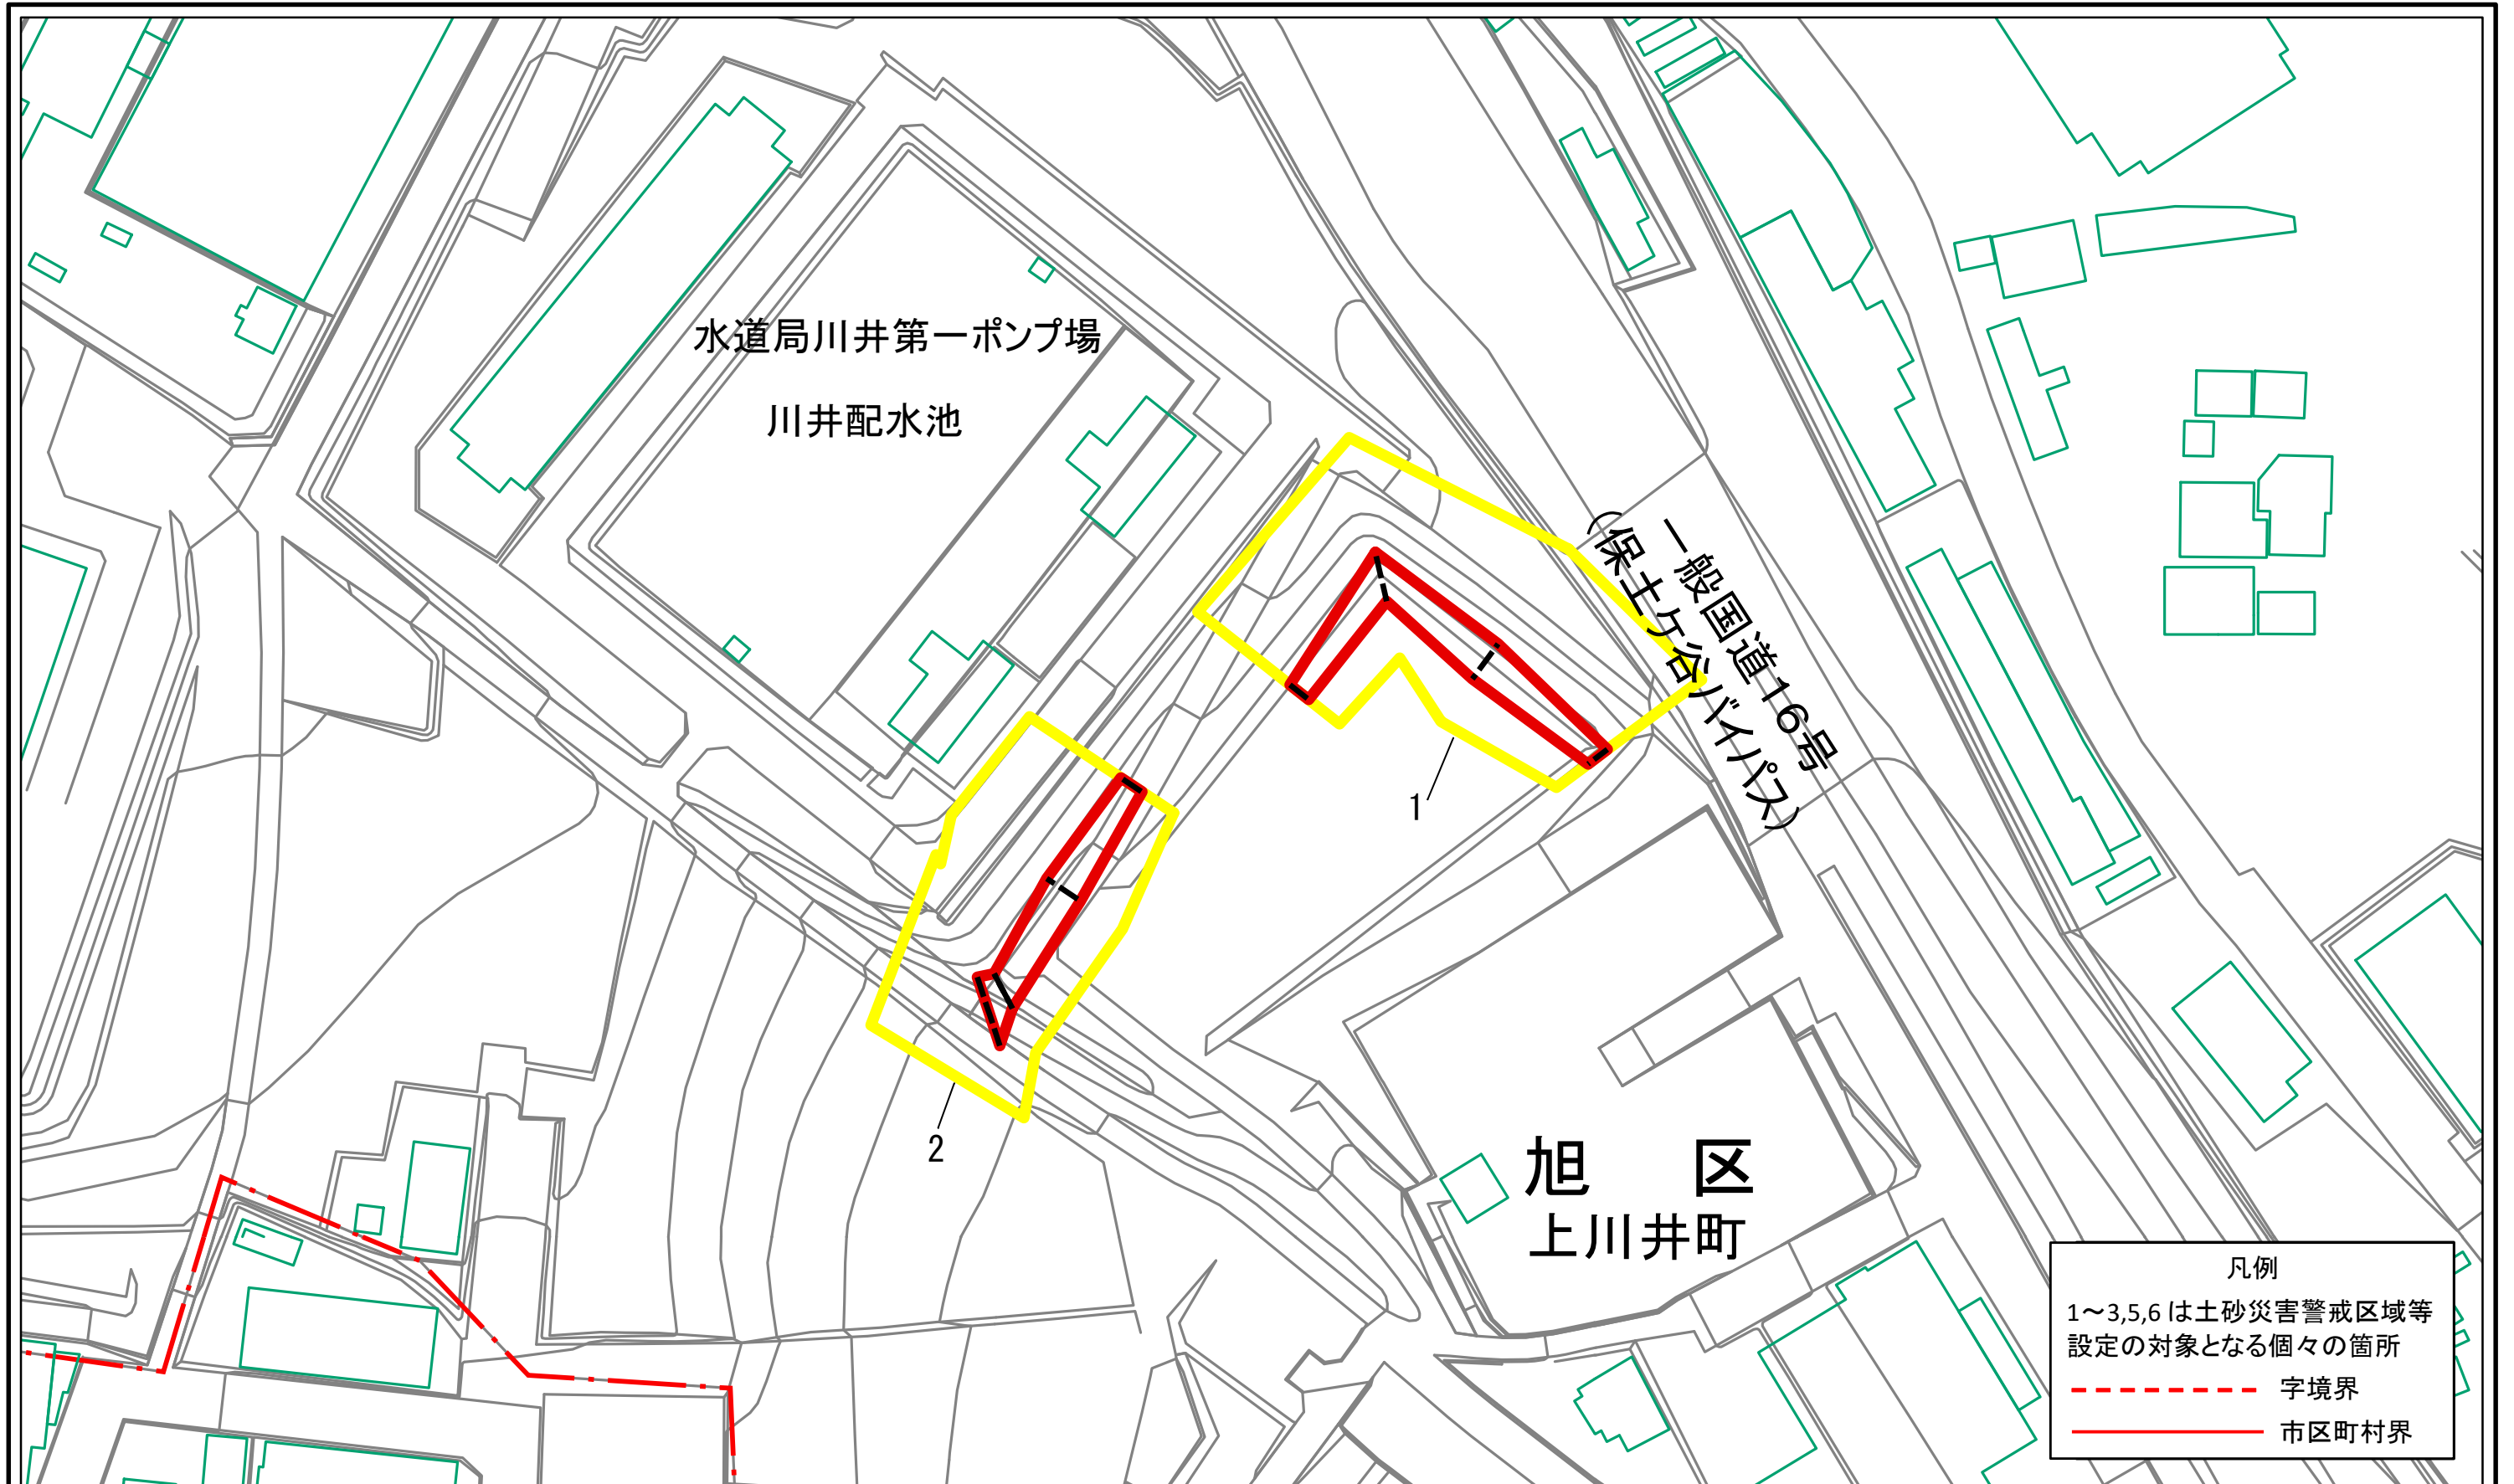 水道局川井第一ポンプ場
川井配水池
一般国道16号
(保土ケ谷バイパス)
1
2
旭 区
上川井町
凡例
1～3,5,6 は土砂災害警戒区域等
設定の対象となる個々の箇所
字境界
市区町村界